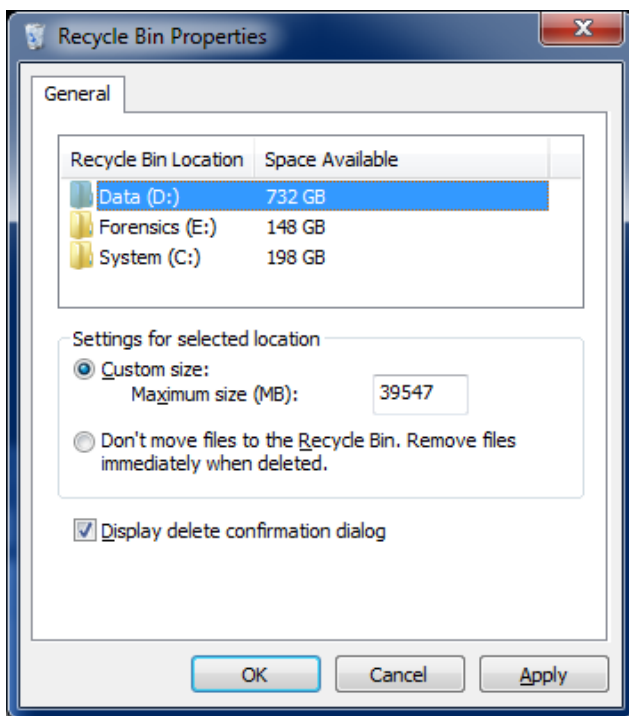 Recycle Bin Properties
General
Recycle Bin Location Space Available
Data (D:) 732 GB
Forensics (E:) 148 GB
System (C:) 198 GB
Settings for selected location
Custom size:
Maximum size (MB): 39547
Don't move files to the Recycle Bin. Remove files
immediately when deleted.
Display delete confirmation dialog
OK Cancel Apply